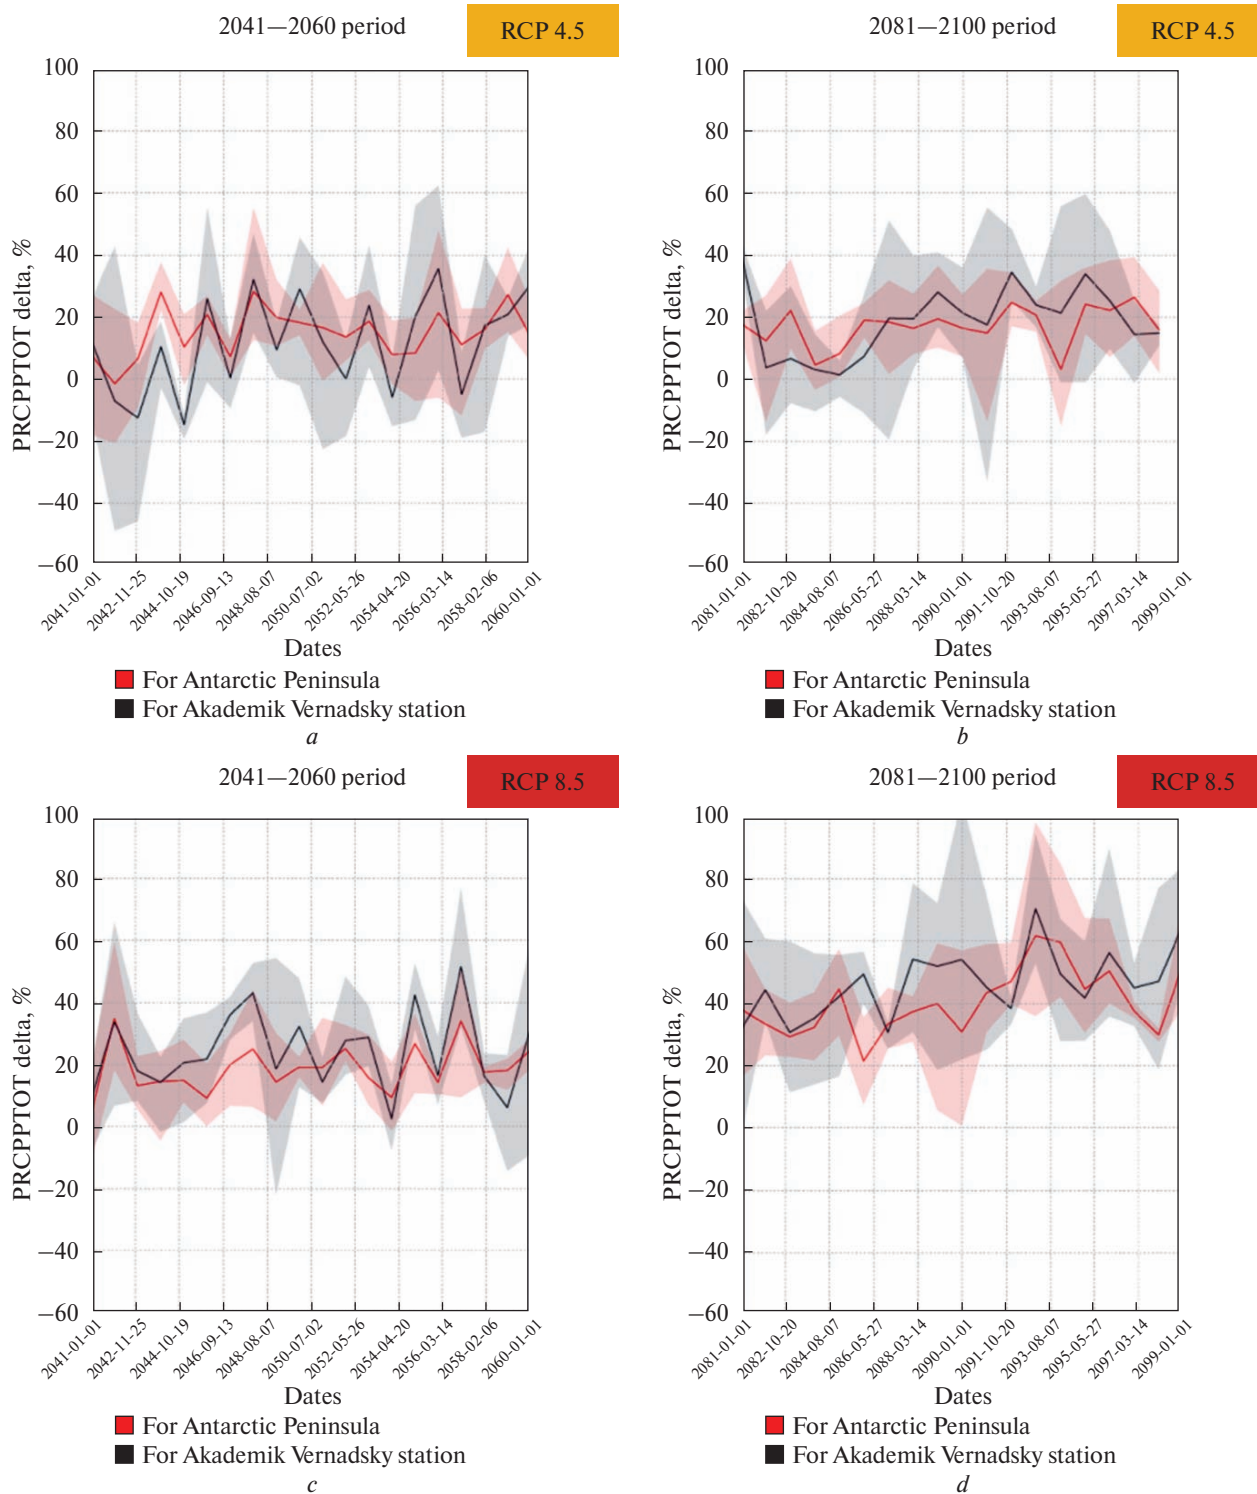 2041—2060 period
RCP 4.5
PRCPPTOT delta, %
100
80
60
40
20
0
−20
−40
−60
2041-01-01
2042-11-25
2044-10-19
2046-09-13
2048-08-07
2050-07-02
2052-05-26
2054-04-20
2056-03-14
2058-02-06
2060-01-01
Dates
For Antarctic Peninsula
For Akademik Vernadsky station
a
2081—2100 period
RCP 4.5
PRCPPTOT delta, %
100
80
60
40
20
0
−20
−40
−60
2081-01-01
2082-10-20
2084-08-07
2086-05-27
2088-03-14
2090-01-01
2091-10-20
2093-08-07
2095-05-27
2097-03-14
2099-01-01
Dates
For Antarctic Peninsula
For Akademik Vernadsky station
b
2041—2060 period
RCP 8.5
PRCPPTOT delta, %
100
80
60
40
20
0
−20
−40
−60
2041-01-01
2042-11-25
2044-10-19
2046-09-13
2048-08-07
2050-07-02
2052-05-26
2054-04-20
2056-03-14
2058-02-06
2060-01-01
Dates
For Antarctic Peninsula
For Akademik Vernadsky station
c
2081—2100 period
RCP 8.5
PRCPPTOT delta, %
100
80
60
40
20
0
−20
−40
−60
2081-01-01
2082-10-20
2084-08-07
2086-05-27
2088-03-14
2090-01-01
2091-10-20
2093-08-07
2095-05-27
2097-03-14
2099-01-01
Dates
For Antarctic Peninsula
For Akademik Vernadsky station
d